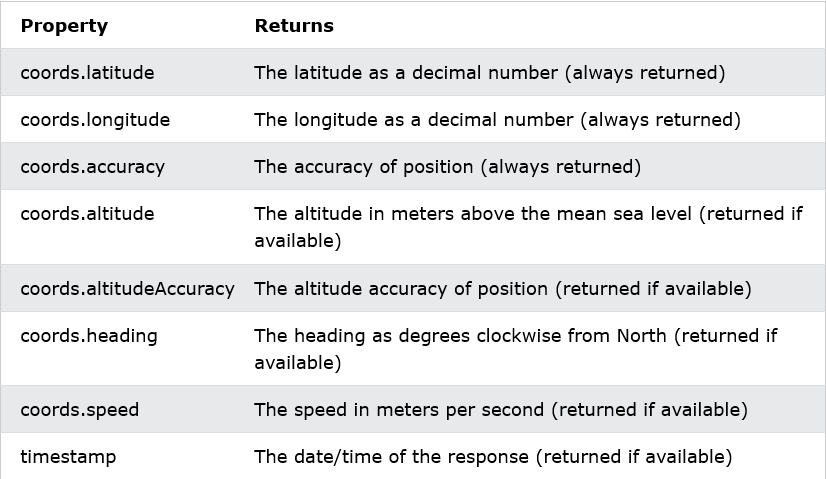 Property Returns
coords.latitude The latitude as a decimal number (always returned)
coords.longitude The longitude as a decimal number (always returned)
coords.accuracy The accuracy of position (always returned)
coords.altitude The altitude in meters above the mean sea level (returned if
available)
coords.altitudeAccuracy The altitude accuracy of position (returned if available)
coords.heading The heading as degrees clockwise from North (returned if
available)
coords.speed The speed in meters per second (returned if available)
timestamp The date/time of the response (returned if available)